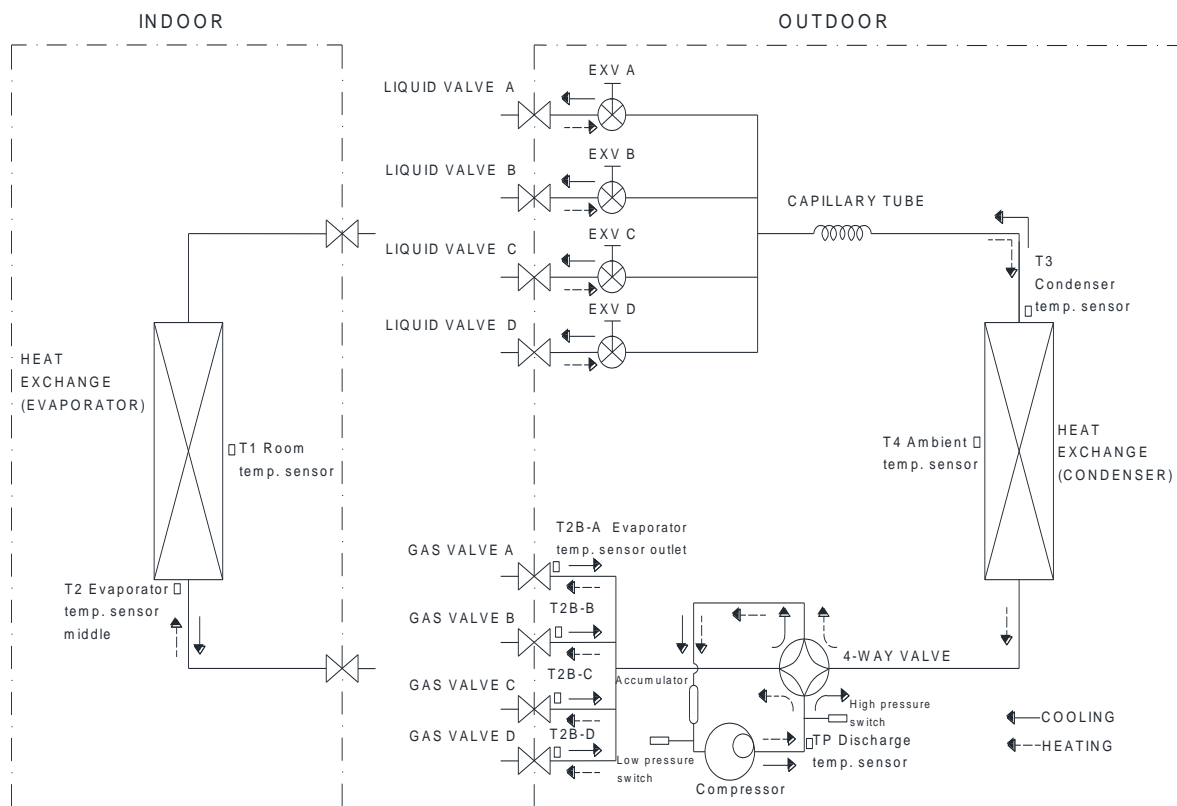 INDOOR
OUTDOOR
LIQUID VALVE A
EXV A
LIQUID VALVE B
EXV B
LIQUID VALVE C
EXV C
LIQUID VALVE D
EXV D
CAPILLARY TUBE
T3
Condenser
temp. sensor
HEAT
EXCHANGE
(EVAPORATOR)
T1 Room
temp. sensor
T4 Ambient
temp. sensor
HEAT
EXCHANGE
(CONDENSER)
T2 Evaporator
temp. sensor
middle
GAS VALVE A
T2B-A Evaporator
temp. sensor outlet
GAS VALVE B
T2B-B
GAS VALVE C
T2B-C
GAS VALVE D
T2B-D
Accumulator
4-WAY VALVE
High pressure
switch
Low pressure
switch
TP Discharge
temp. sensor
Compressor
COOLING
HEATING